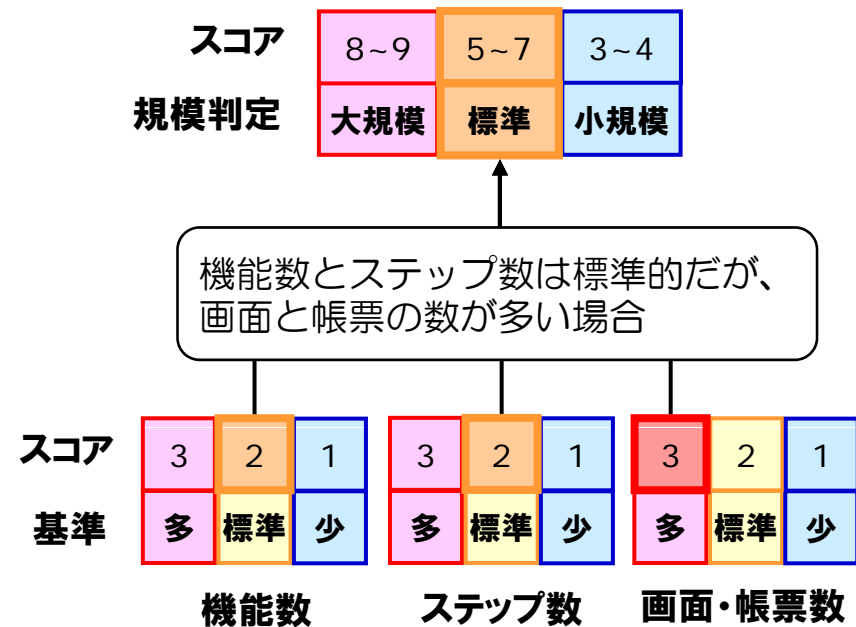 スコア 8~9 5~7 3~4
規模判定 大規模 標準 小規模
機能数とステップ数は標準的だが、
画面と帳票の数が多い場合
スコア 3 2 1 3 2 1 3 2 1
基準 多 標準 少 多 標準 少 多 標準 少
機能数 ステップ数 画面・帳票数